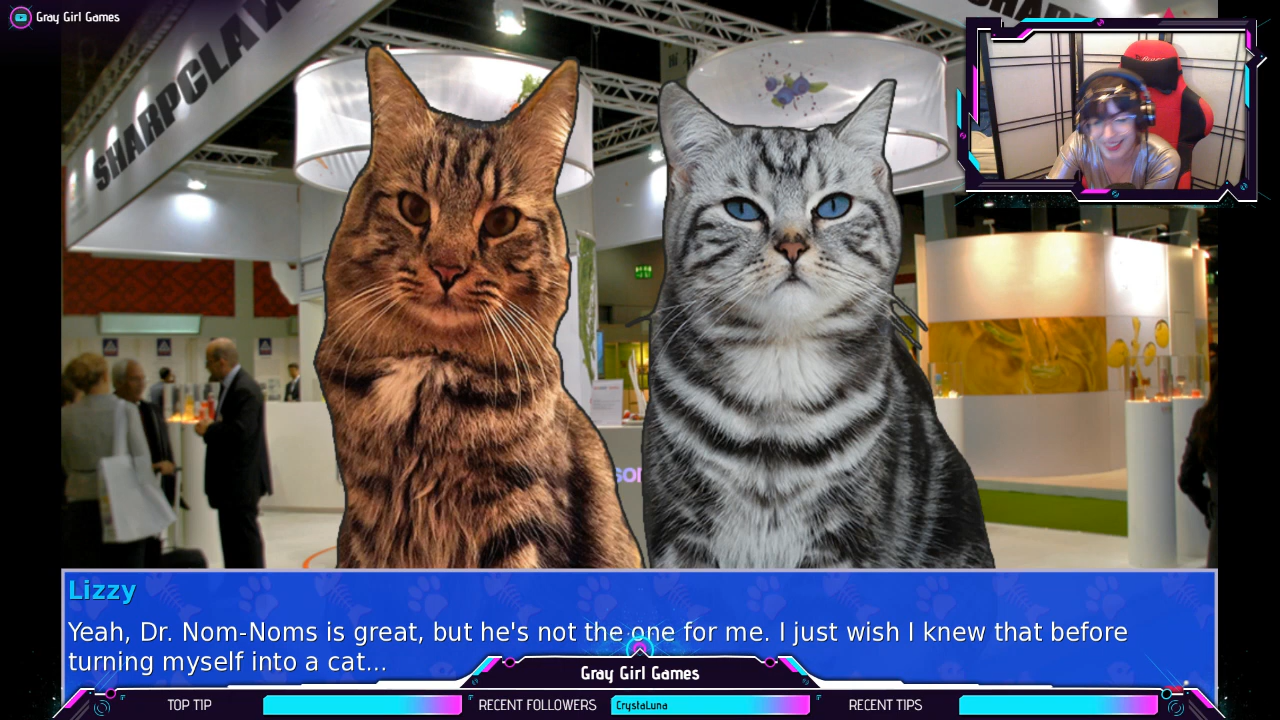 Gray Girl Games
SHARPCLAW
Lizzy
Yeah, Dr. Nom-Noms is great, but he's not the one for me. I just wish I knew that before
turning myself into a cat...
Gray Girl Games
TOP TIP
RECENT FOLLOWERS
CrystaLuna
RECENT TIPS